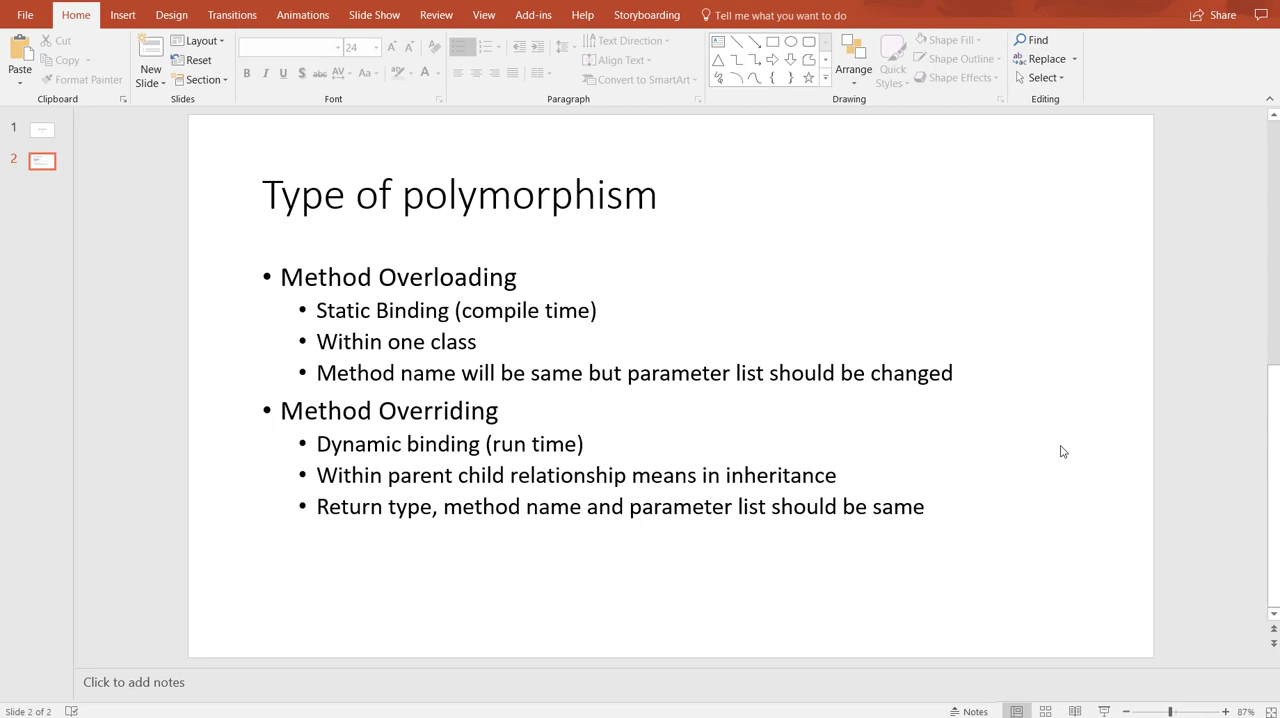 File Home Insert Design Transitions Animations Slide Show Review View Add-ins Help Storyboarding Tell me what you want to do Share
Paste Cut Copy Format Painter Clipboard
New Slide Layout Reset Section Slides
24 Font
Text Direction Align Text Convert to SmartArt Paragraph
Arrange Quick Styles Shape Fill Shape Outline Shape Effects Drawing
Find Replace Select Editing
1
2
Type of polymorphism
• Method Overloading
• Static Binding (compile time)
• Within one class
• Method name will be same but parameter list should be changed
• Method Overriding
• Dynamic binding (run time)
• Within parent child relationship means in inheritance
• Return type, method name and parameter list should be same
Click to add notes
Slide 2 of 2 Notes 87%